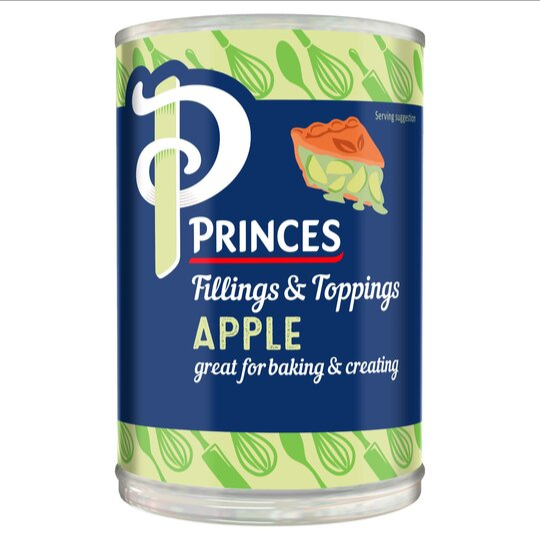 Serving suggestion
PRINCES
Fillings & Toppings
APPLE
great for baking & creating